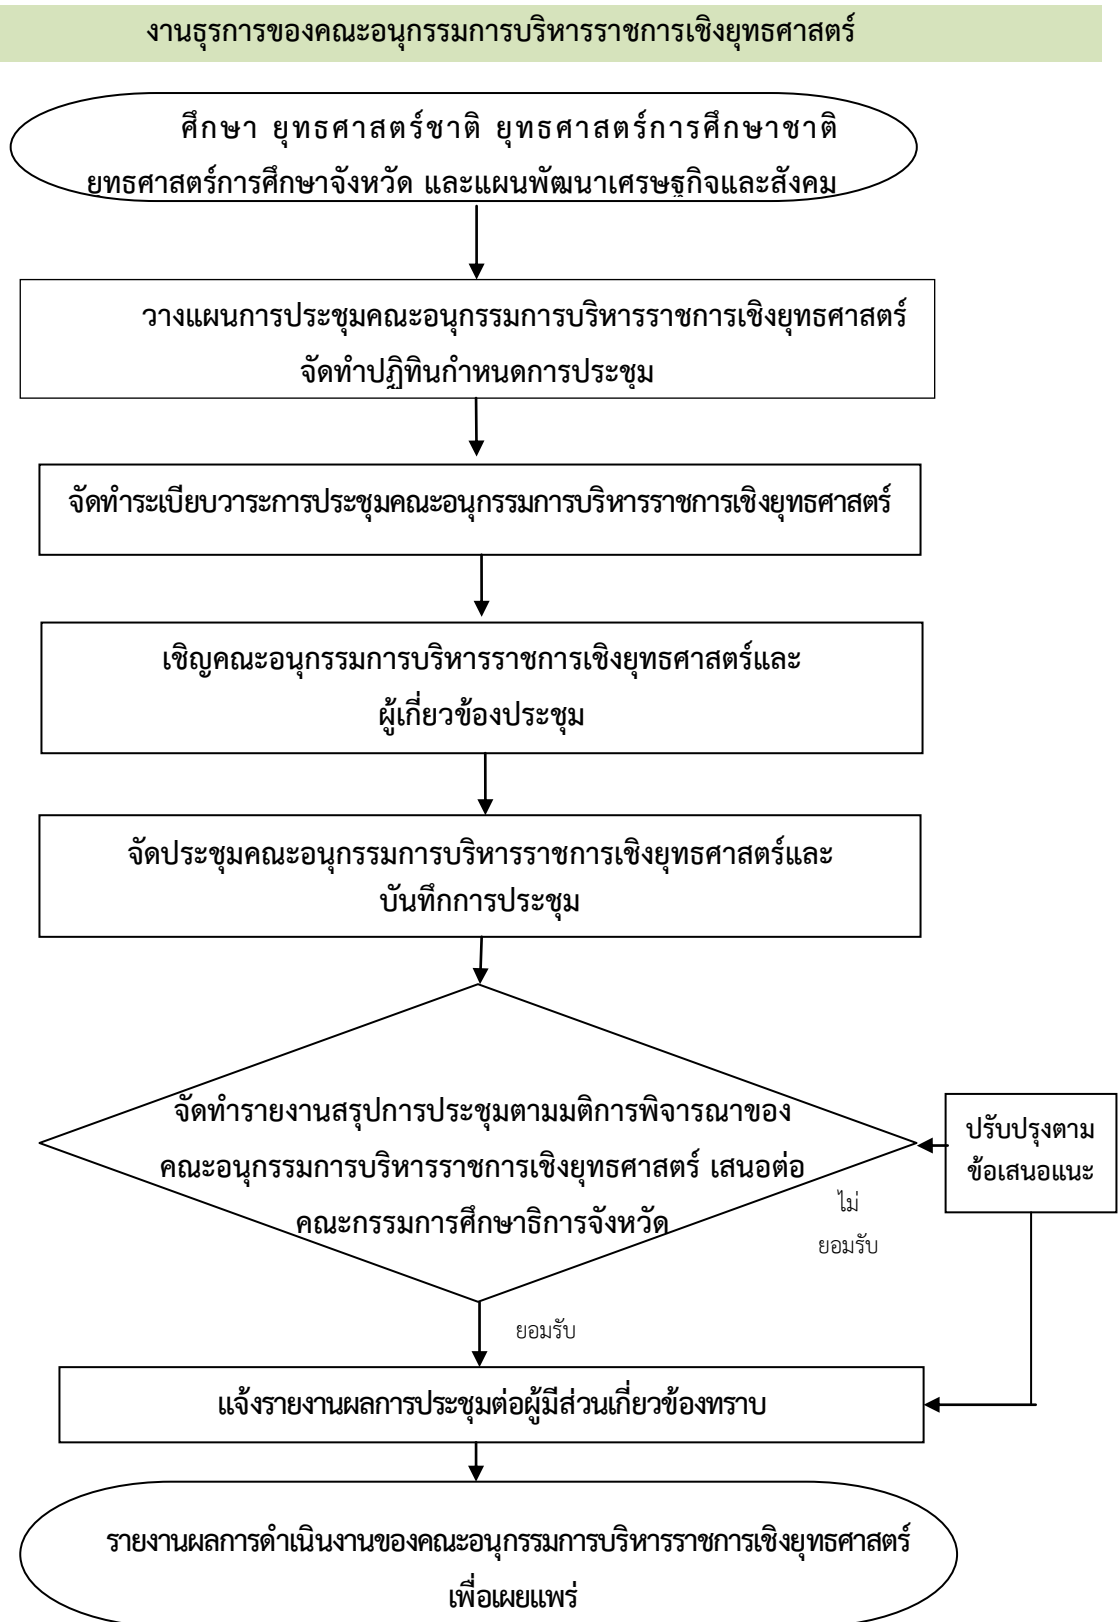 งานธุรการของคณะอนุกรรมการบริหารราชการเชิงยุทธศาสตร์
ศึกษา ยุทธศาสตร์ชาติ ยุทธศาสตร์การศึกษาชาติ
ยุทธศาสตร์การศึกษาจังหวัด และแผนพัฒนาเศรษฐกิจและสังคม
วางแผนการประชุมคณะอนุกรรมการบริหารราชการเชิงยุทธศาสตร์
จัดทำปฏิทินกำหนดการประชุม
จัดทำระเบียบวาระการประชุมคณะอนุกรรมการบริหารราชการเชิงยุทธศาสตร์
เชิญคณะอนุกรรมการบริหารราชการเชิงยุทธศาสตร์และ
ผู้เกี่ยวข้องประชุม
จัดประชุมคณะอนุกรรมการบริหารราชการเชิงยุทธศาสตร์และ
บันทึกการประชุม
จัดทำรายงานสรุปการประชุมตามมติการพิจารณาของ
คณะอนุกรรมการบริหารราชการเชิงยุทธศาสตร์ เสนอต่อ
คณะกรรมการศึกษาธิการจังหวัด
ปรับปรุงตาม
ข้อเสนอแนะ
ไม่
ยอมรับ
ยอมรับ
แจ้งรายงานผลการประชุมต่อผู้มีส่วนเกี่ยวข้องทราบ
รายงานผลการดำเนินงานของคณะอนุกรรมการบริหารราชการเชิงยุทธศาสตร์
เพื่อเผยแพร่